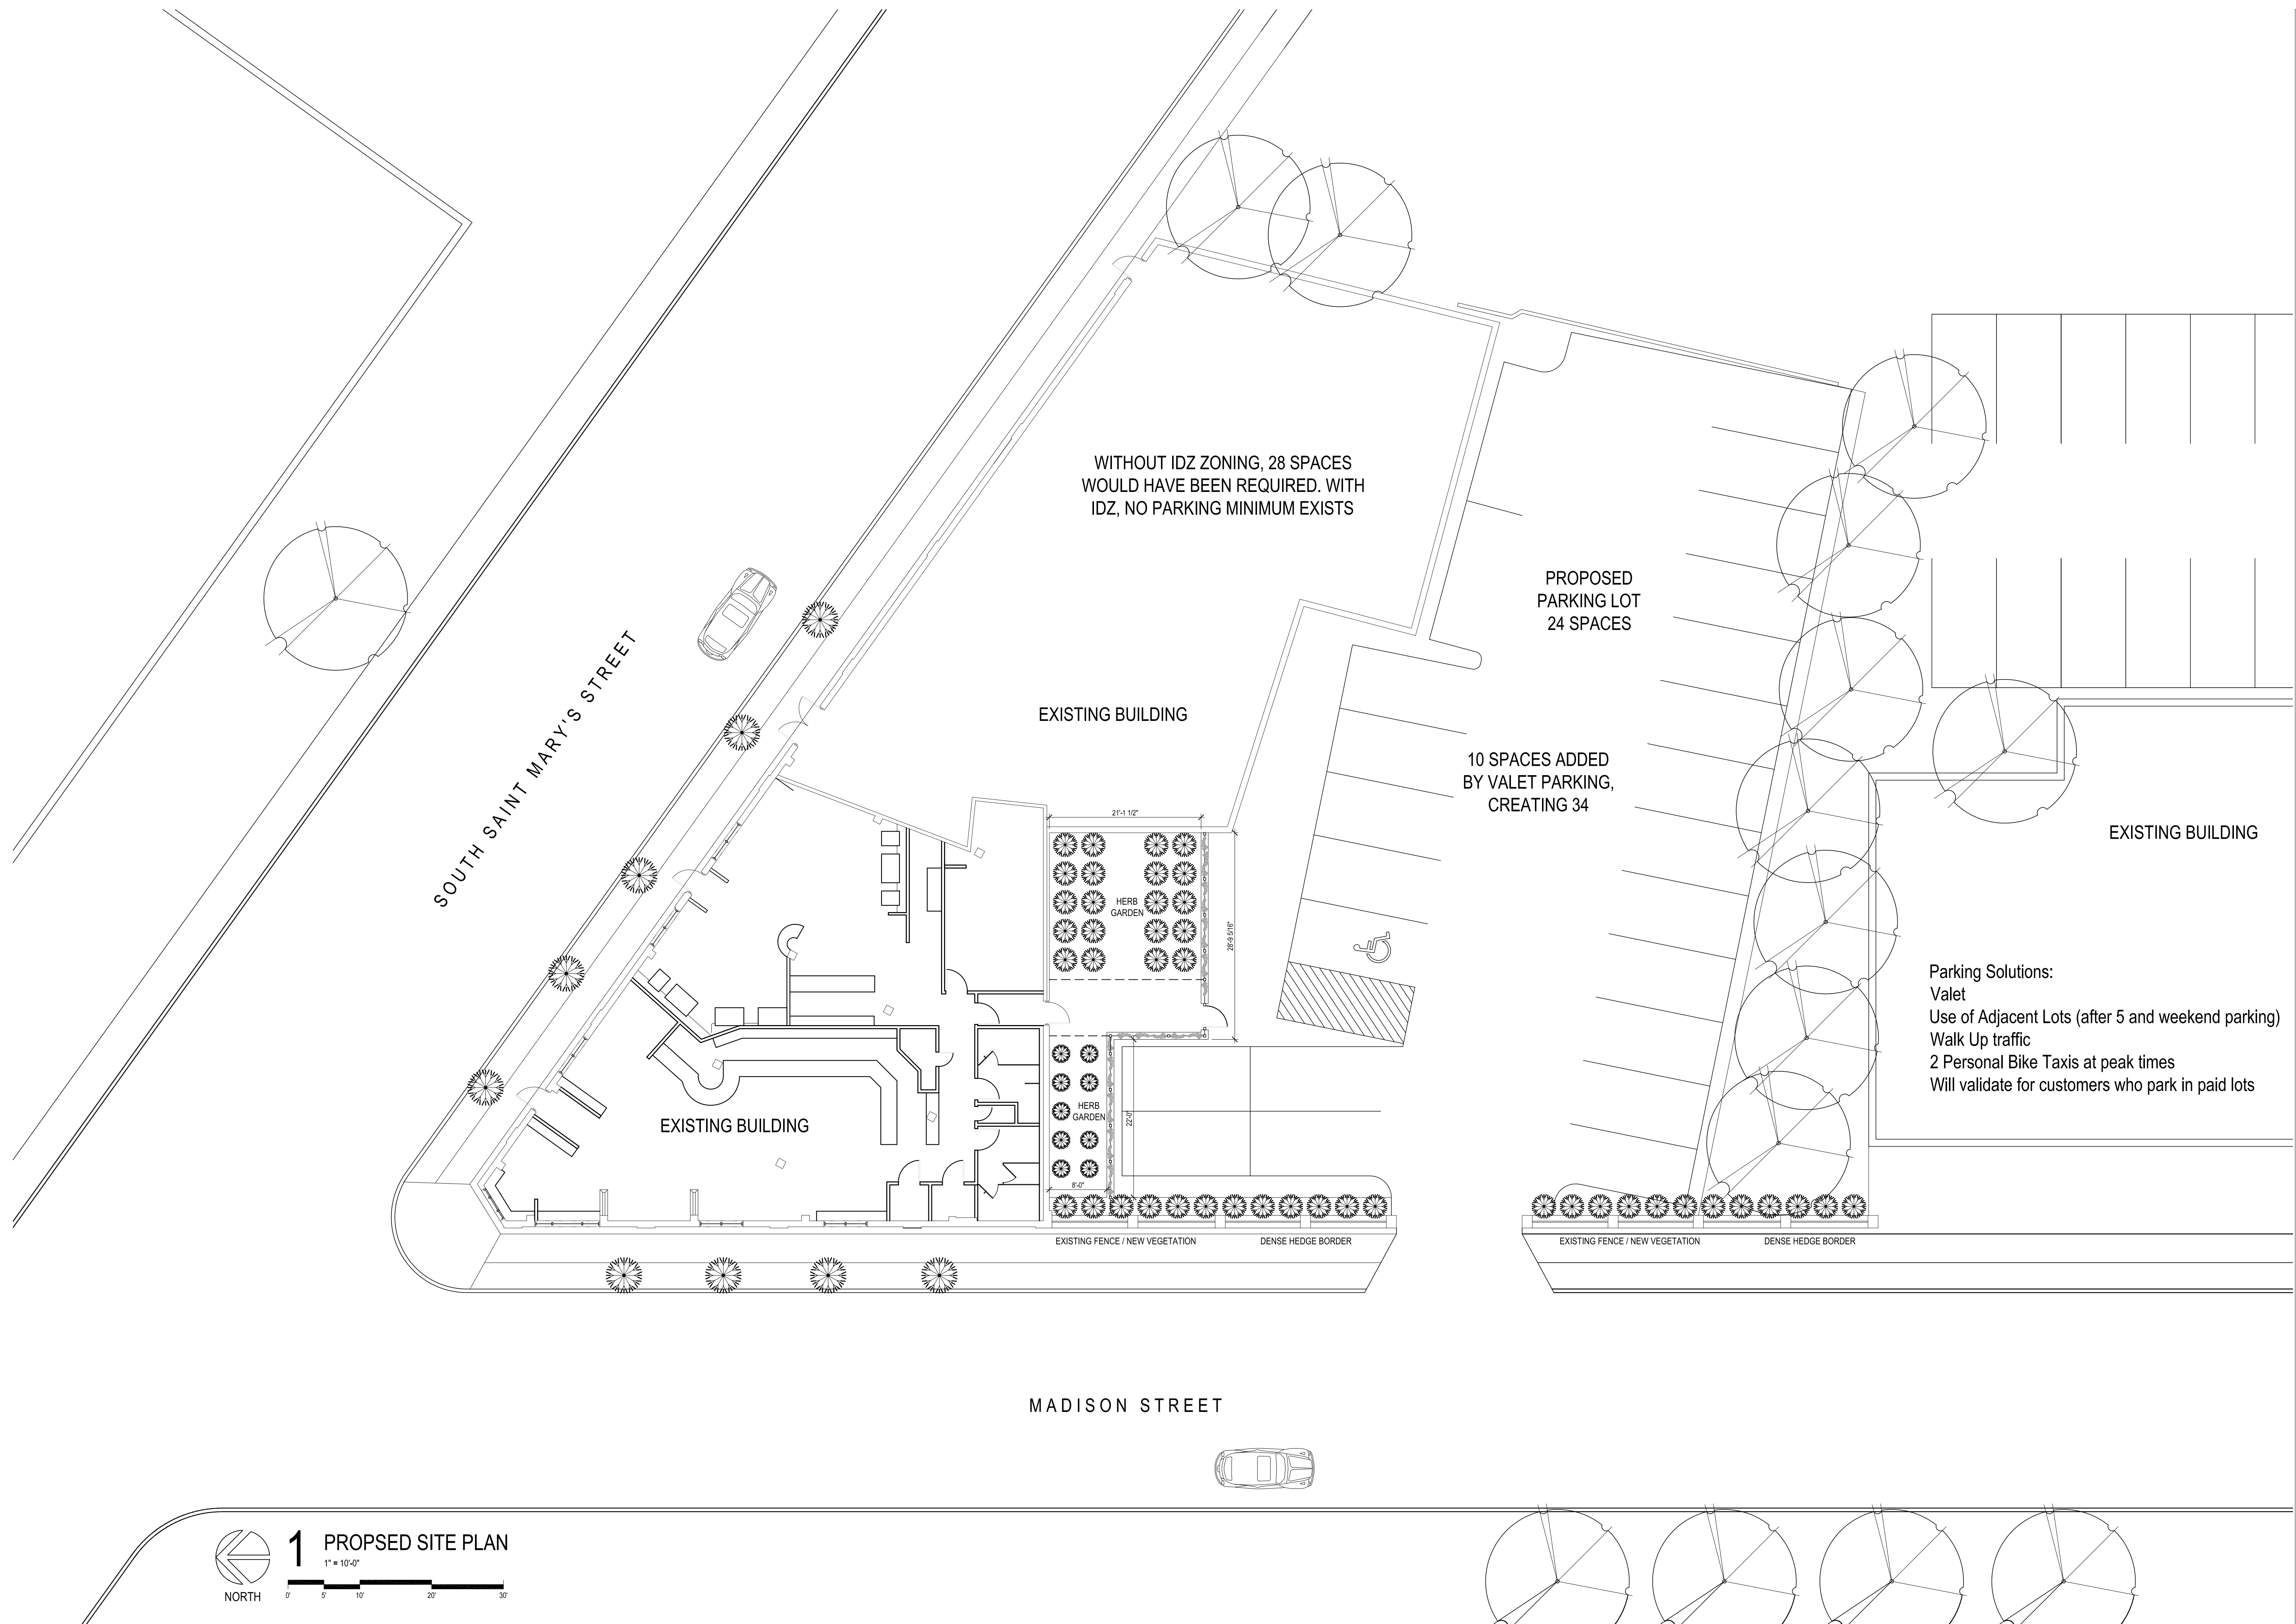 WITHOUT IDZ ZONING, 28 SPACES
WOULD HAVE BEEN REQUIRED. WITH
IDZ, NO PARKING MINIMUM EXISTS
PROPOSED
PARKING LOT
24 SPACES
SOUTH SAINT MARY'S STREET
EXISTING BUILDING
10 SPACES ADDED
BY VALET PARKING,
CREATING 34
21'-1 1/2"
EXISTING BUILDING
HERB
GARDEN
28'-9 5/16"
Parking Solutions:
Valet
Use of Adjacent Lots (after 5 and weekend parking)
Walk Up traffic
2 Personal Bike Taxis at peak times
Will validate for customers who park in paid lots
EXISTING BUILDING
HERB
GARDEN
22'-0"
8'-0"
EXISTING FENCE / NEW VEGETATION
DENSE HEDGE BORDER
EXISTING FENCE / NEW VEGETATION
DENSE HEDGE BORDER
MADISON STREET
1
PROPSED SITE PLAN
1" = 10'-0"
NORTH
0' 5' 10' 20' 30'